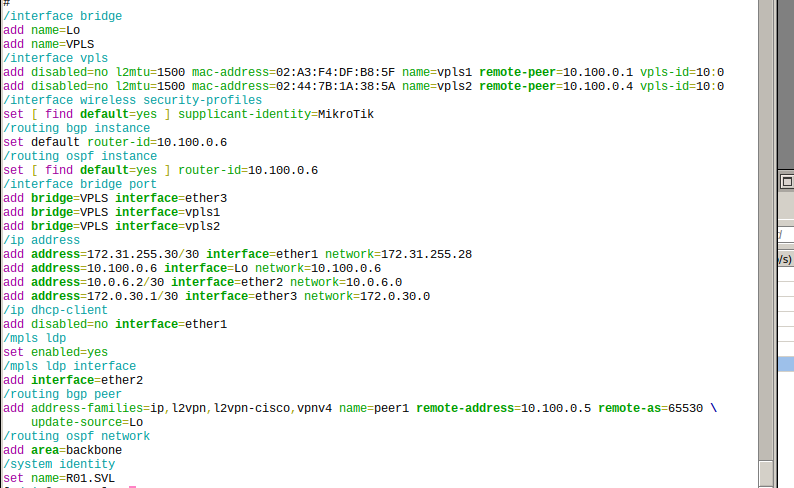 #
/interface bridge
add name=Lo
add name=VPLS
/interface vpls
add disabled=no l2mtu=1500 mac-address=02:A3:F4:DF:B8:5F name=vpls1 remote-peer=10.100.0.1 vpls-id=10:0
add disabled=no l2mtu=1500 mac-address=02:44:7B:1A:38:5A name=vpls2 remote-peer=10.100.0.4 vpls-id=10:0
/interface wireless security-profiles
set [ find default=yes ] supplicant-identity=MikroTik
/routing bgp instance
set default router-id=10.100.0.6
/routing ospf instance
set [ find default=yes ] router-id=10.100.0.6
/interface bridge port
add bridge=VPLS interface=ether3
add bridge=VPLS interface=vpls1
add bridge=VPLS interface=vpls2
/ip address
add address=172.31.255.30/30 interface=ether1 network=172.31.255.28
add address=10.100.0.6 interface=Lo network=10.100.0.6
add address=10.0.6.2/30 interface=ether2 network=10.0.6.0
add address=172.0.30.1/30 interface=ether3 network=172.0.30.0
/ip dhcp-client
add disabled=no interface=ether1
/mpls ldp
set enabled=yes
/mpls ldp interface
add interface=ether2
/routing bgp peer
add address-families=ip,l2vpn,l2vpn-cisco,vpnv4 name=peer1 remote-address=10.100.0.5 remote-as=65530 \
update-source=Lo
/routing ospf network
add area=backbone
/system identity
set name=R01.SVL
/s)